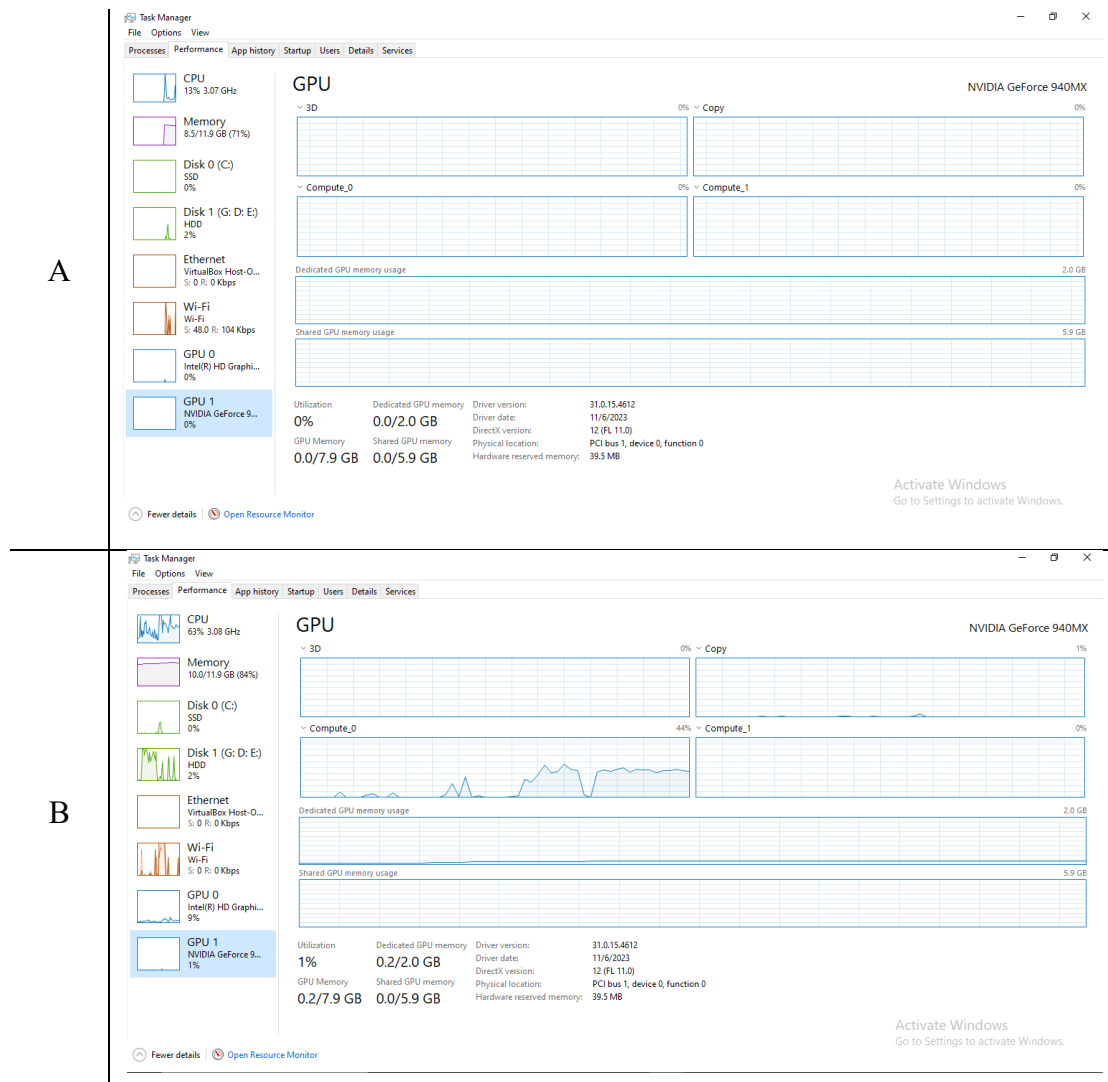 A
Task Manager
File Options View
Processes Performance App history Startup Users Details Services
CPU
13% 3.07 GHz
Memory
8.5/11.9 GB (71%)
Disk 0 (C:)
SSD
0%
Disk 1 (G: D: E:)
HDD
2%
Ethernet
VirtualBox Host-O...
S: 0 R: 0 Kbps
Wi-Fi
Wi-Fi
S: 48.0 R: 104 Kbps
GPU 0
Intel(R) HD Graphi...
0%
GPU 1
NVIDIA GeForce 9...
0%
GPU NVIDIA GeForce 940MX
3D 0% Copy 0%
Compute_0 0% Compute_1 0%
Dedicated GPU memory usage 2.0 GB
Shared GPU memory usage 5.9 GB
Utilization
0%
Dedicated GPU memory
0.0/2.0 GB
GPU Memory
0.0/7.9 GB
Shared GPU memory
0.0/5.9 GB
Driver version: 31.0.15.4612
Driver date: 11/6/2023
DirectX version: 12 (FL 11.0)
Physical location: PCI bus 1, device 0, function 0
Hardware reserved memory: 39.5 MB
Activate Windows
Go to Settings to activate Windows.
Fewer details Open Resource Monitor
B
Task Manager
File Options View
Processes Performance App history Startup Users Details Services
CPU
63% 3.08 GHz
Memory
10.0/11.9 GB (84%)
Disk 0 (C:)
SSD
0%
Disk 1 (G: D: E:)
HDD
2%
Ethernet
VirtualBox Host-O...
S: 0 R: 0 Kbps
Wi-Fi
Wi-Fi
S: 0 R: 0 Kbps
GPU 0
Intel(R) HD Graphi...
9%
GPU 1
NVIDIA GeForce 9...
1%
GPU NVIDIA GeForce 940MX
3D 0% Copy 1%
Compute_0 44% Compute_1 0%
Dedicated GPU memory usage 2.0 GB
Shared GPU memory usage 5.9 GB
Utilization
1%
Dedicated GPU memory
0.2/2.0 GB
GPU Memory
0.2/7.9 GB
Shared GPU memory
0.0/5.9 GB
Driver version: 31.0.15.4612
Driver date: 11/6/2023
DirectX version: 12 (FL 11.0)
Physical location: PCI bus 1, device 0, function 0
Hardware reserved memory: 39.5 MB
Activate Windows
Go to Settings to activate Windows.
Fewer details Open Resource Monitor